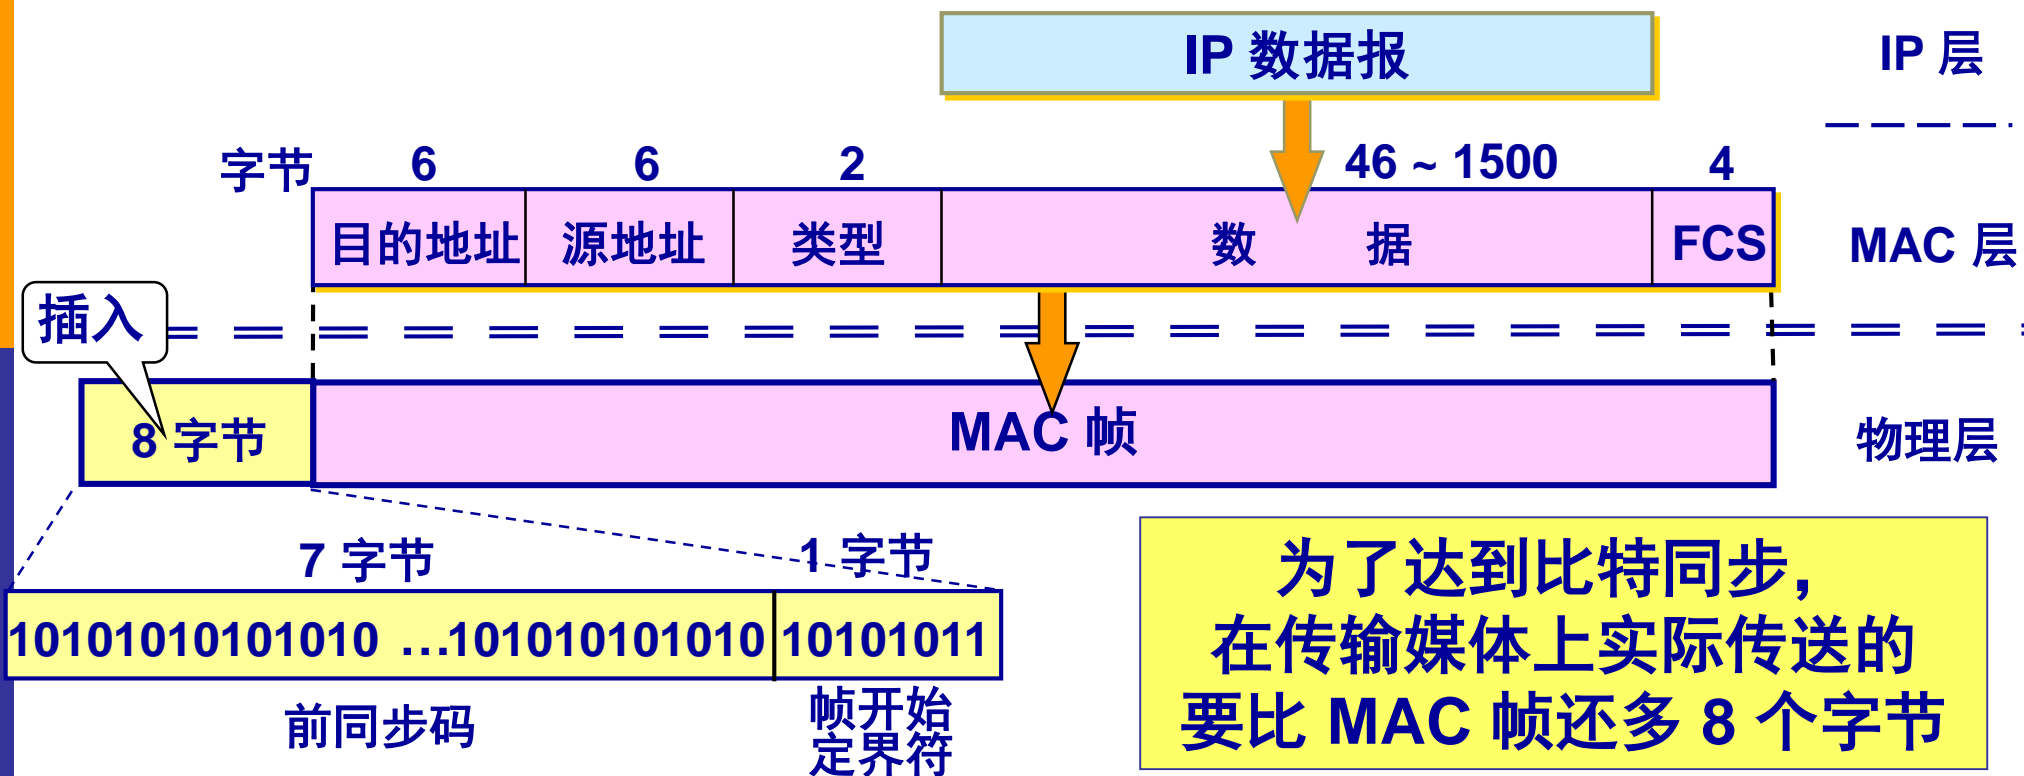 IP 数据报
IP 层
字节 6 6 2 46 ~ 1500 4
目的地址 源地址 类型 数 据 FCS
MAC 层
插入
8 字节
MAC 帧
物理层
7 字节 1 字节
10101010101010 …101010101010 10101011
前同步码
帧开始
定界符
为了达到比特同步,
在传输媒体上实际传送的
要比 MAC 帧还多 8 个字节